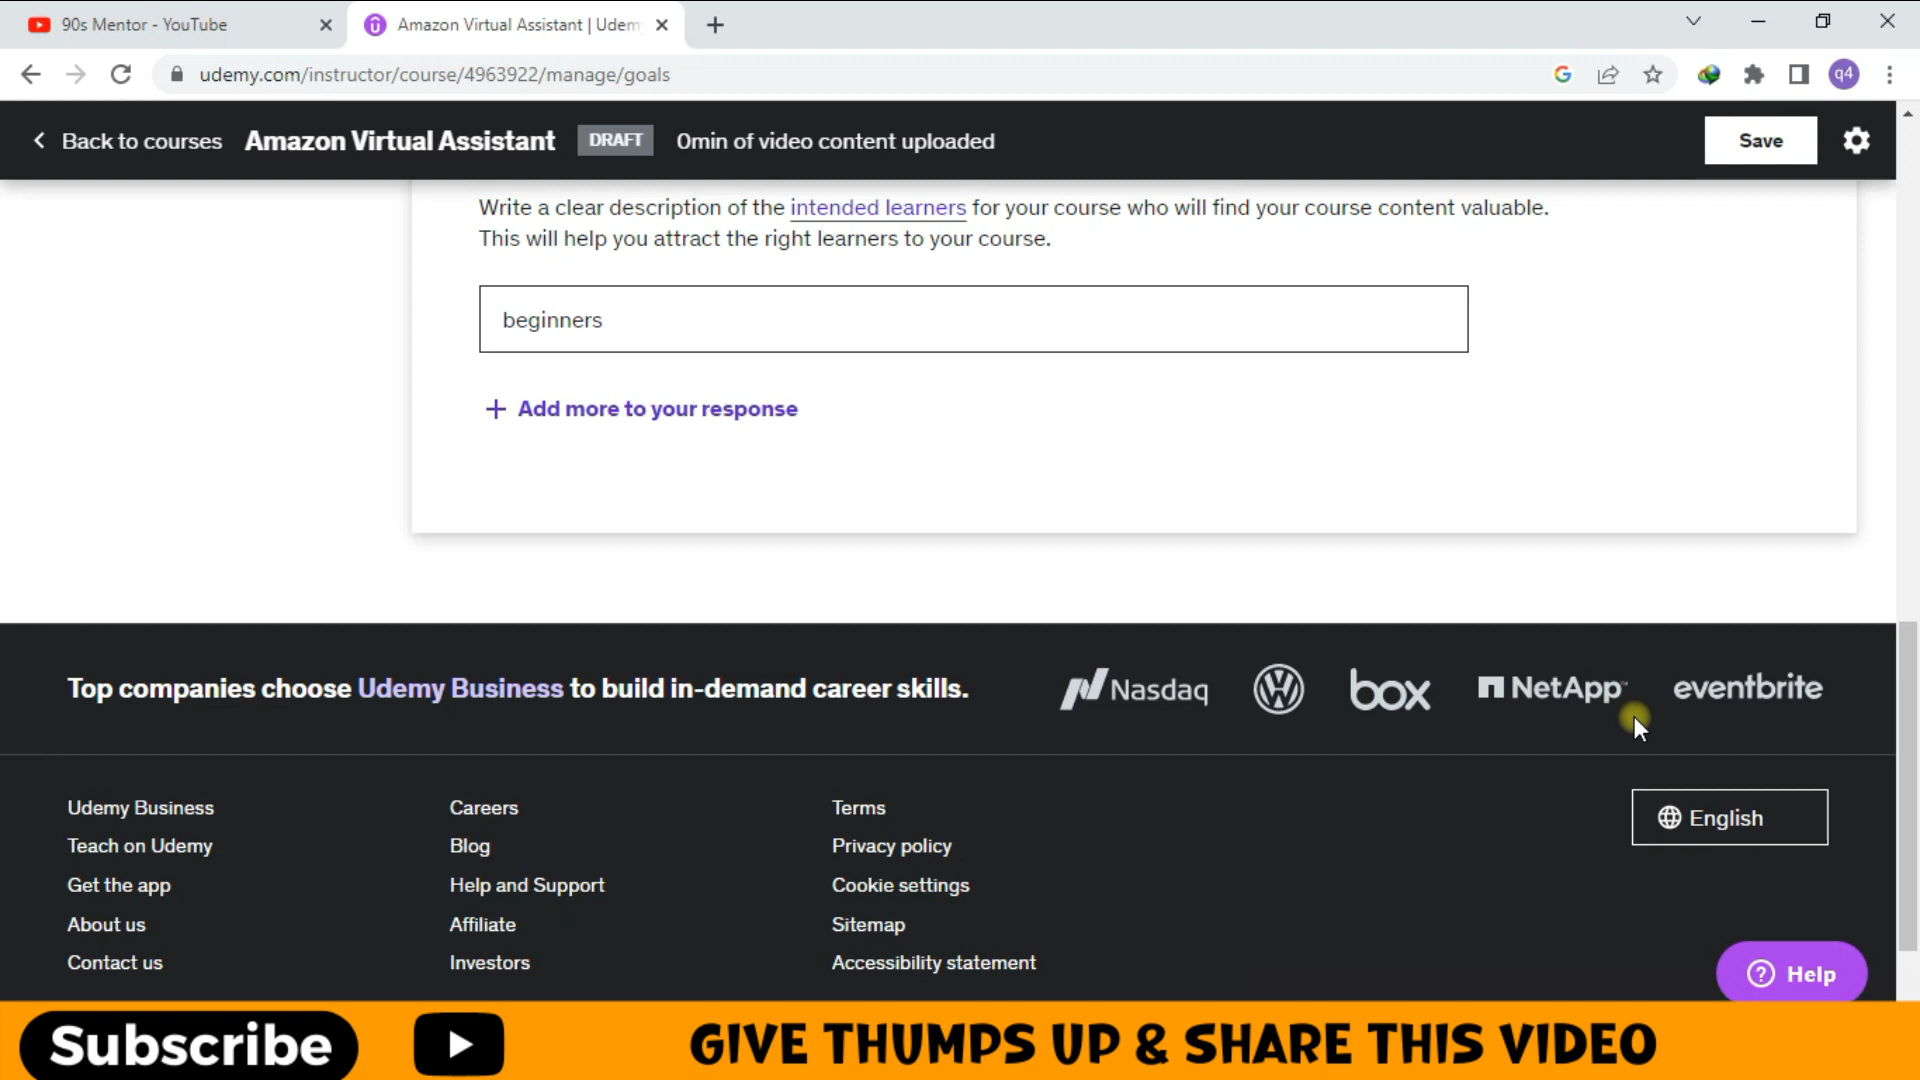 90s Mentor - YouTube
Amazon Virtual Assistant | Udem
udemy.com/instructor/course/4963922/manage/goals
q4
Back to courses Amazon Virtual Assistant DRAFT 0min of video content uploaded Save
Write a clear description of the intended learners for your course who will find your course content valuable.
This will help you attract the right learners to your course.
beginners
Add more to your response
Top companies choose Udemy Business to build in-demand career skills.
Nasdaq box NetApp eventbrite
Udemy Business Careers Terms English
Teach on Udemy Blog Privacy policy
Get the app Help and Support Cookie settings
About us Affiliate Sitemap
Contact us Investors Accessibility statement
Help
Subscribe GIVE THUMPS UP & SHARE THIS VIDEO